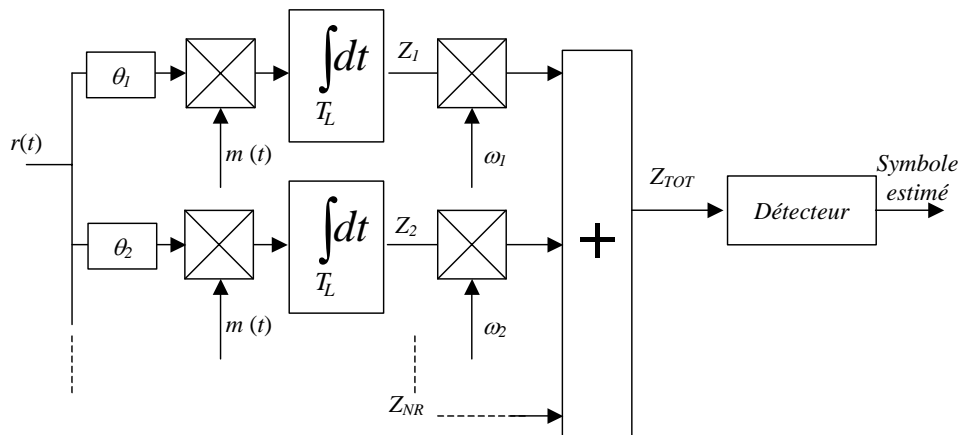 θ1
∫dt
TL
Z1
r(t)
m (t)
ω1
Symbole
estimé
ZTOT
Détecteur
θ2
∫dt
TL
Z2
+
m (t)
ω2
ZNR